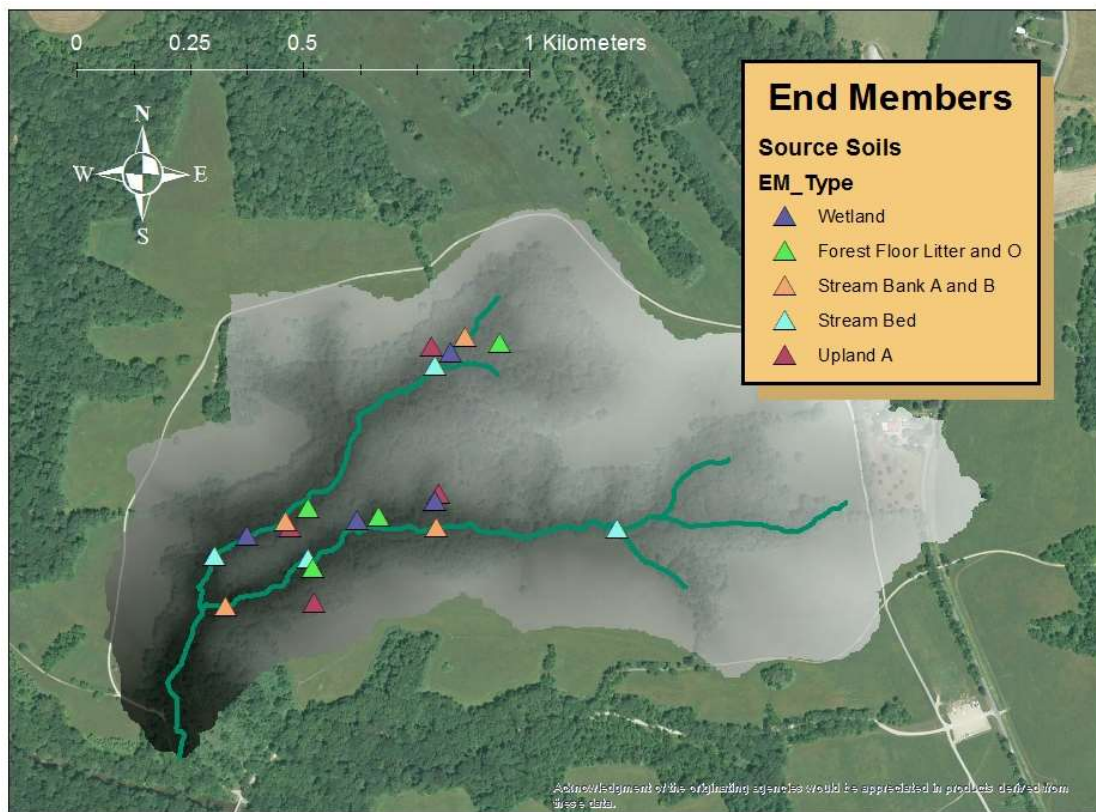 0 0.25 0.5 1 Kilometers
N
W E
S
End Members
Source Soils
EM_Type
Wetland
Forest Floor Litter and O
Stream Bank A and B
Stream Bed
Upland A
Acknowledgment of the originating agencies would be appreciated in products derived from
these data.